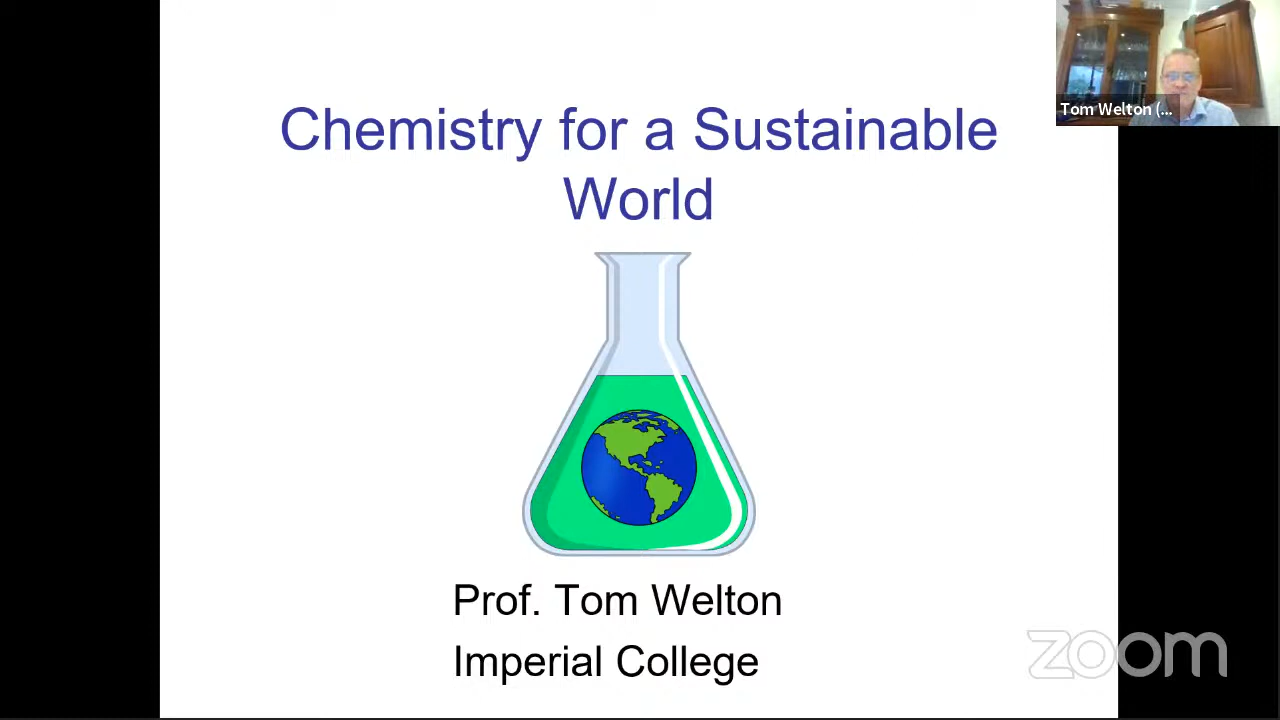 Chemistry for a Sustainable
World
Prof. Tom Welton
Imperial College
Tom Welton (...
zoom